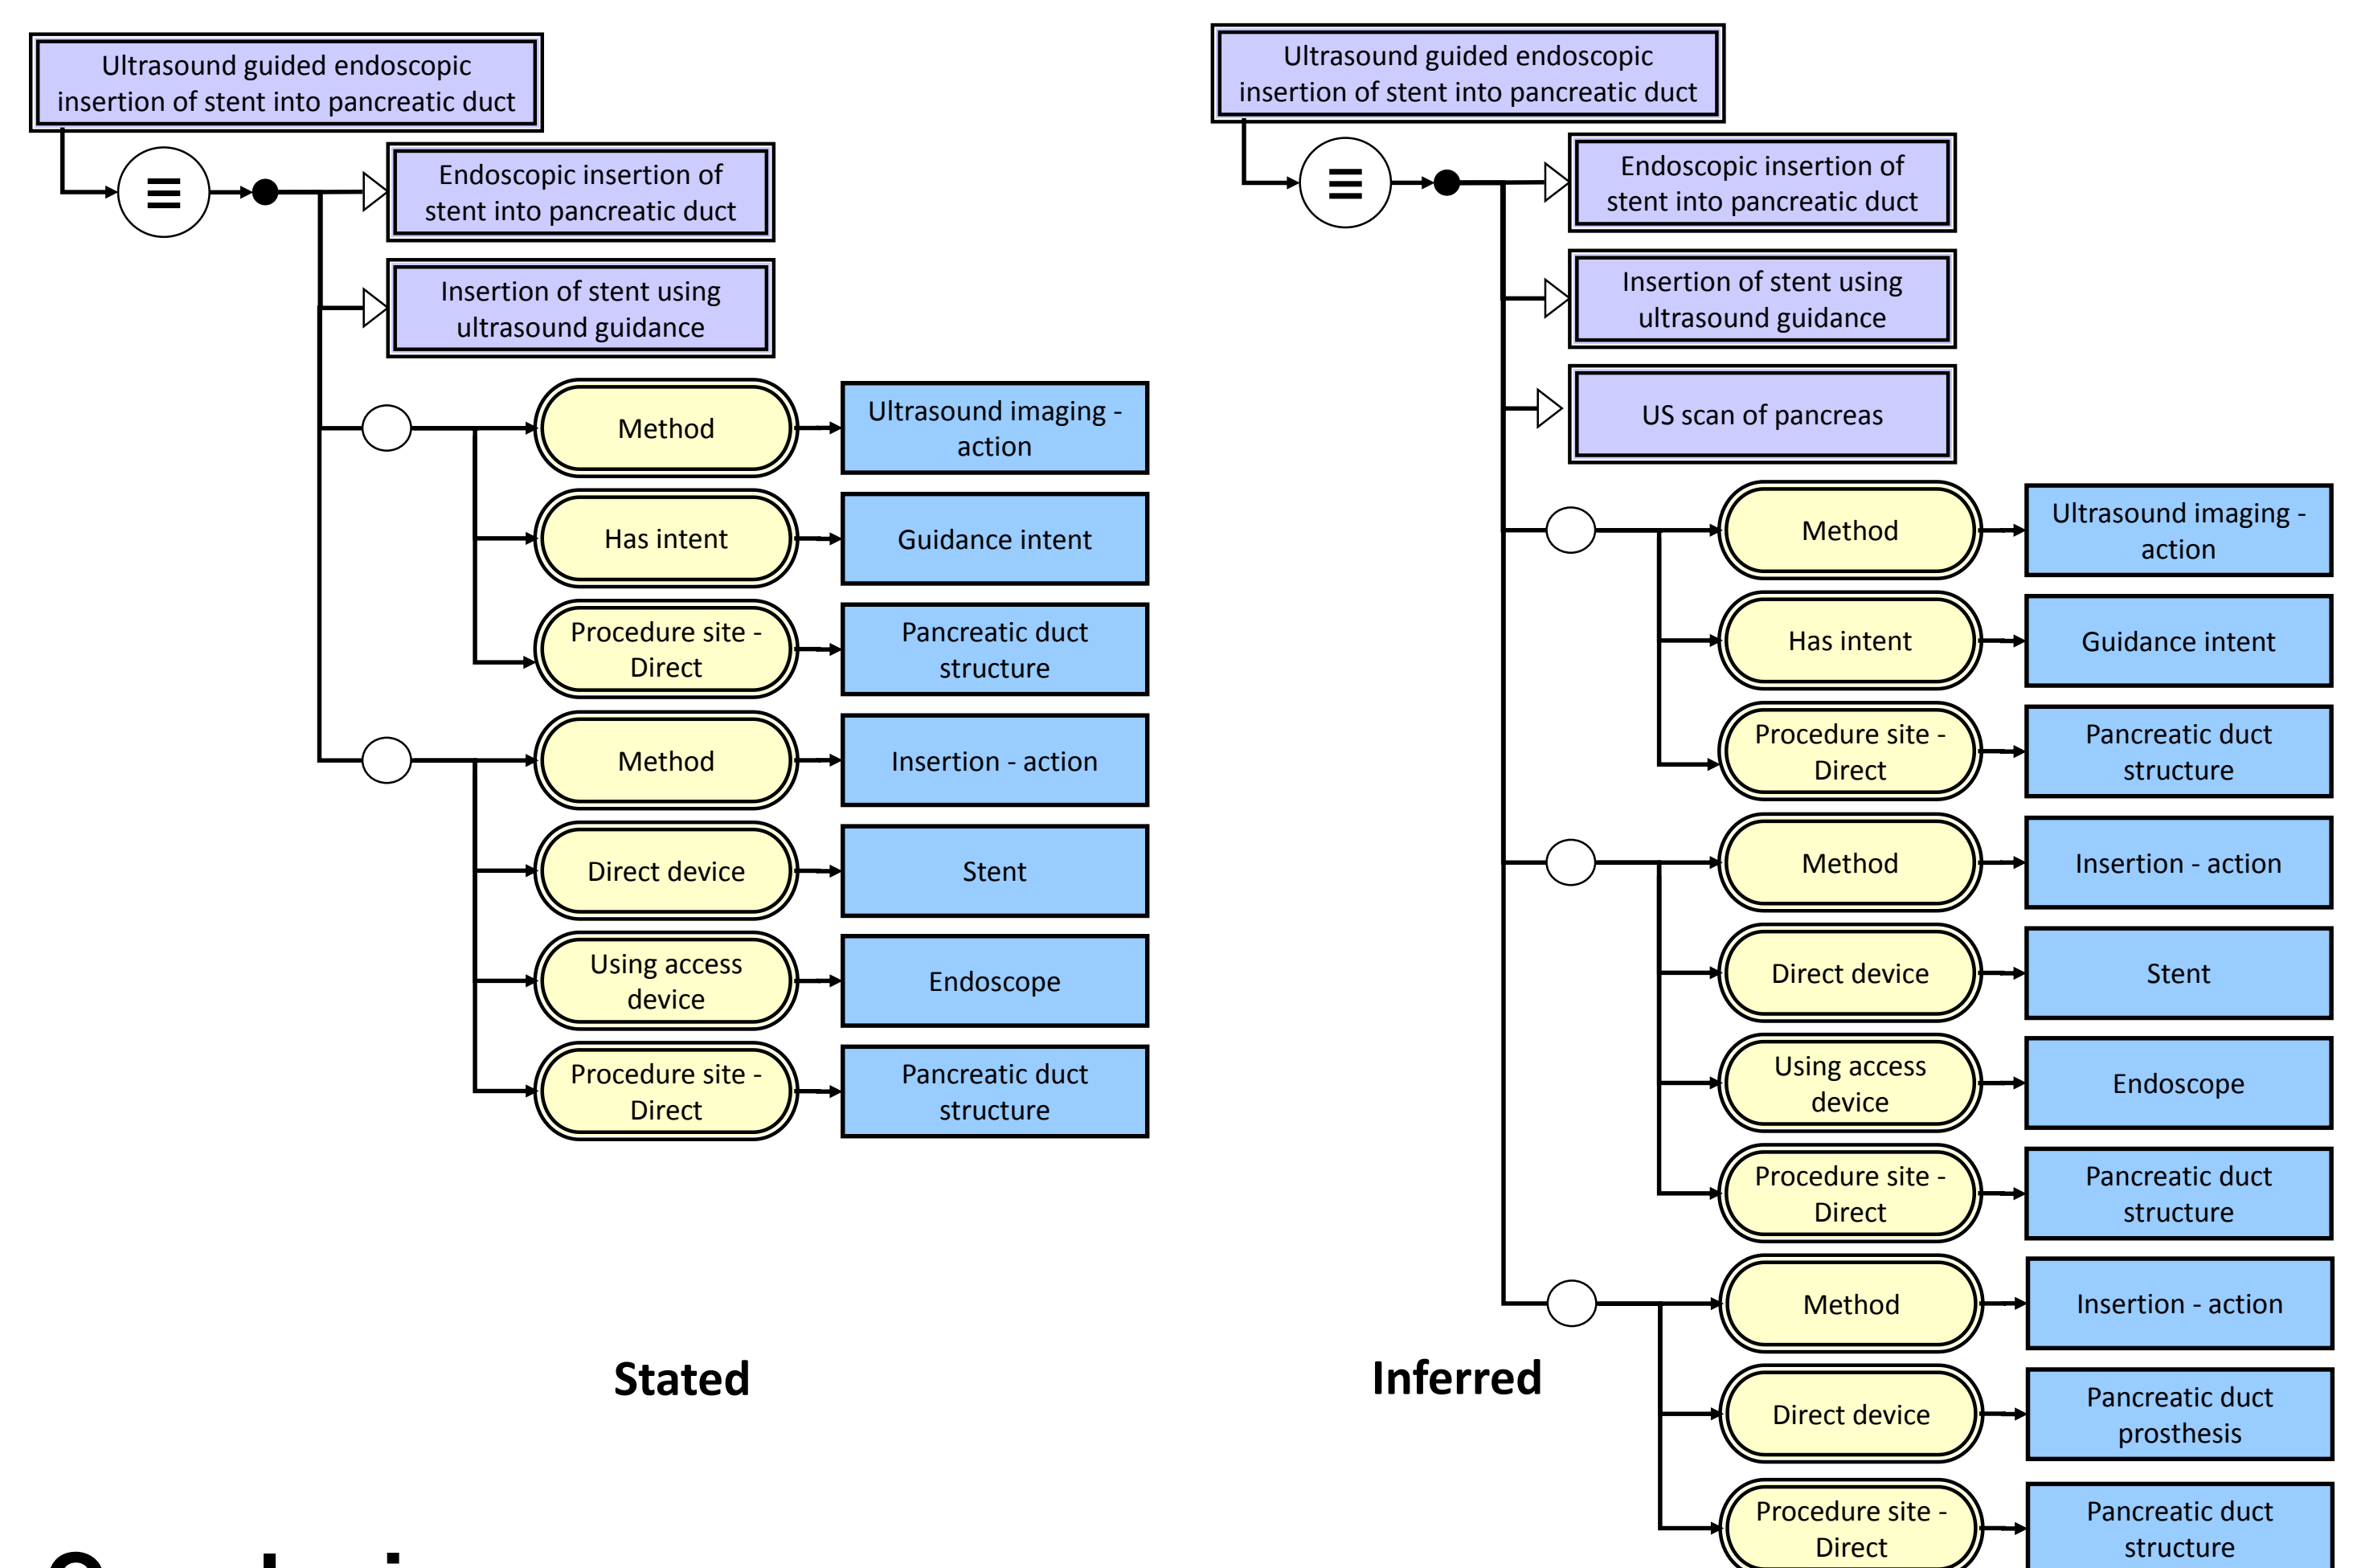 Ultrasound guided endoscopic
insertion of stent into pancreatic duct
Endoscopic insertion of
stent into pancreatic duct
Insertion of stent using
ultrasound guidance
Method
Ultrasound imaging -
action
Has intent
Guidance intent
Procedure site -
Direct
Pancreatic duct
structure
Method
Insertion - action
Direct device
Stent
Using access
device
Endoscope
Procedure site -
Direct
Pancreatic duct
structure
Stated
Ultrasound guided endoscopic
insertion of stent into pancreatic duct
Endoscopic insertion of
stent into pancreatic duct
Insertion of stent using
ultrasound guidance
US scan of pancreas
Method
Ultrasound imaging -
action
Has intent
Guidance intent
Procedure site -
Direct
Pancreatic duct
structure
Method
Insertion - action
Direct device
Stent
Using access
device
Endoscope
Procedure site -
Direct
Pancreatic duct
structure
Method
Insertion - action
Direct device
Pancreatic duct
prosthesis
Procedure site -
Direct
Pancreatic duct
structure
Inferred